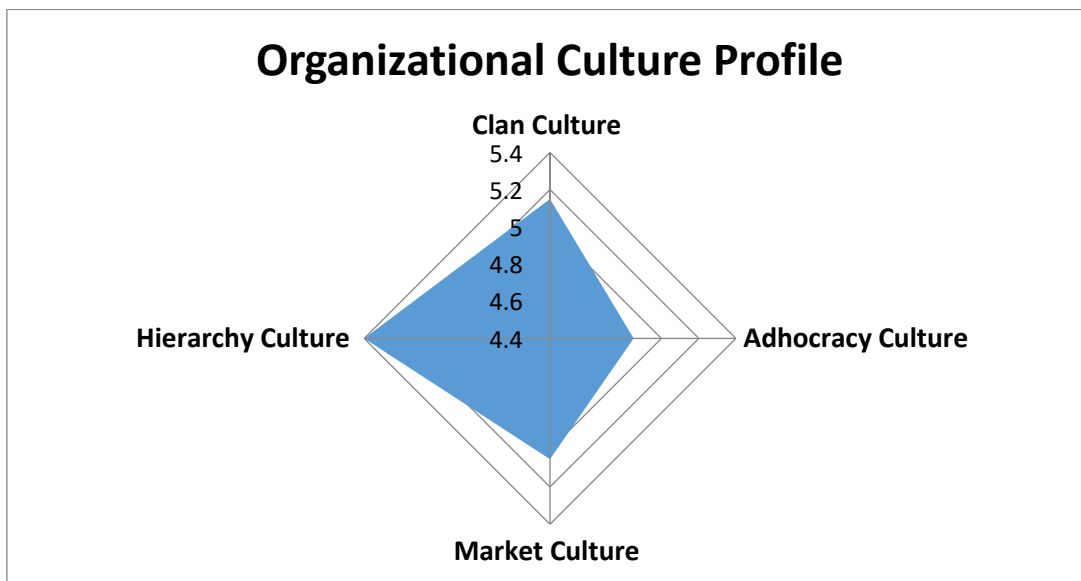 Organizational Culture Profile
Clan Culture
5.4
5.2
5
4.8
4.6
4.4
Hierarchy Culture
Adhocracy Culture
Market Culture